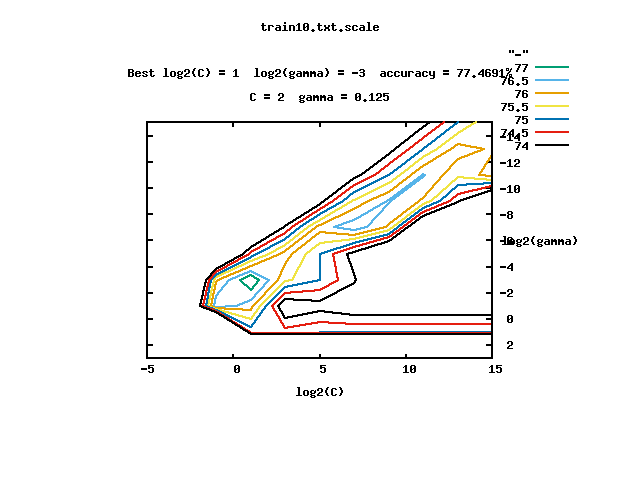 train10.txt.scale
"-"
Best log2(C) = 1  log2(gamma) = -3  accuracy = 77.4691%
77
76.5
C = 2  gamma = 0.125
76
75.5
75
74.5
74
-14
-12
-10
-8
-6
log2(gamma)
-4
-2
0
2
-5 0 5 10 15
log2(C)